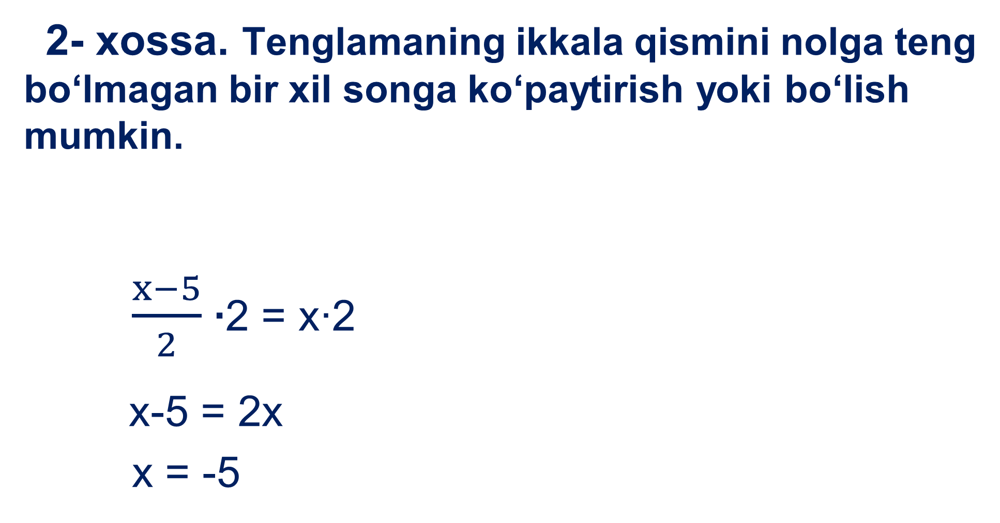 2- xossa. Tenglamaning ikkala qismini nolga teng
bo‘lmagan bir xil songa ko‘paytirish yoki bo‘lish
mumkin.
x−5
2
·2 = x·2
x-5 = 2x
x = -5